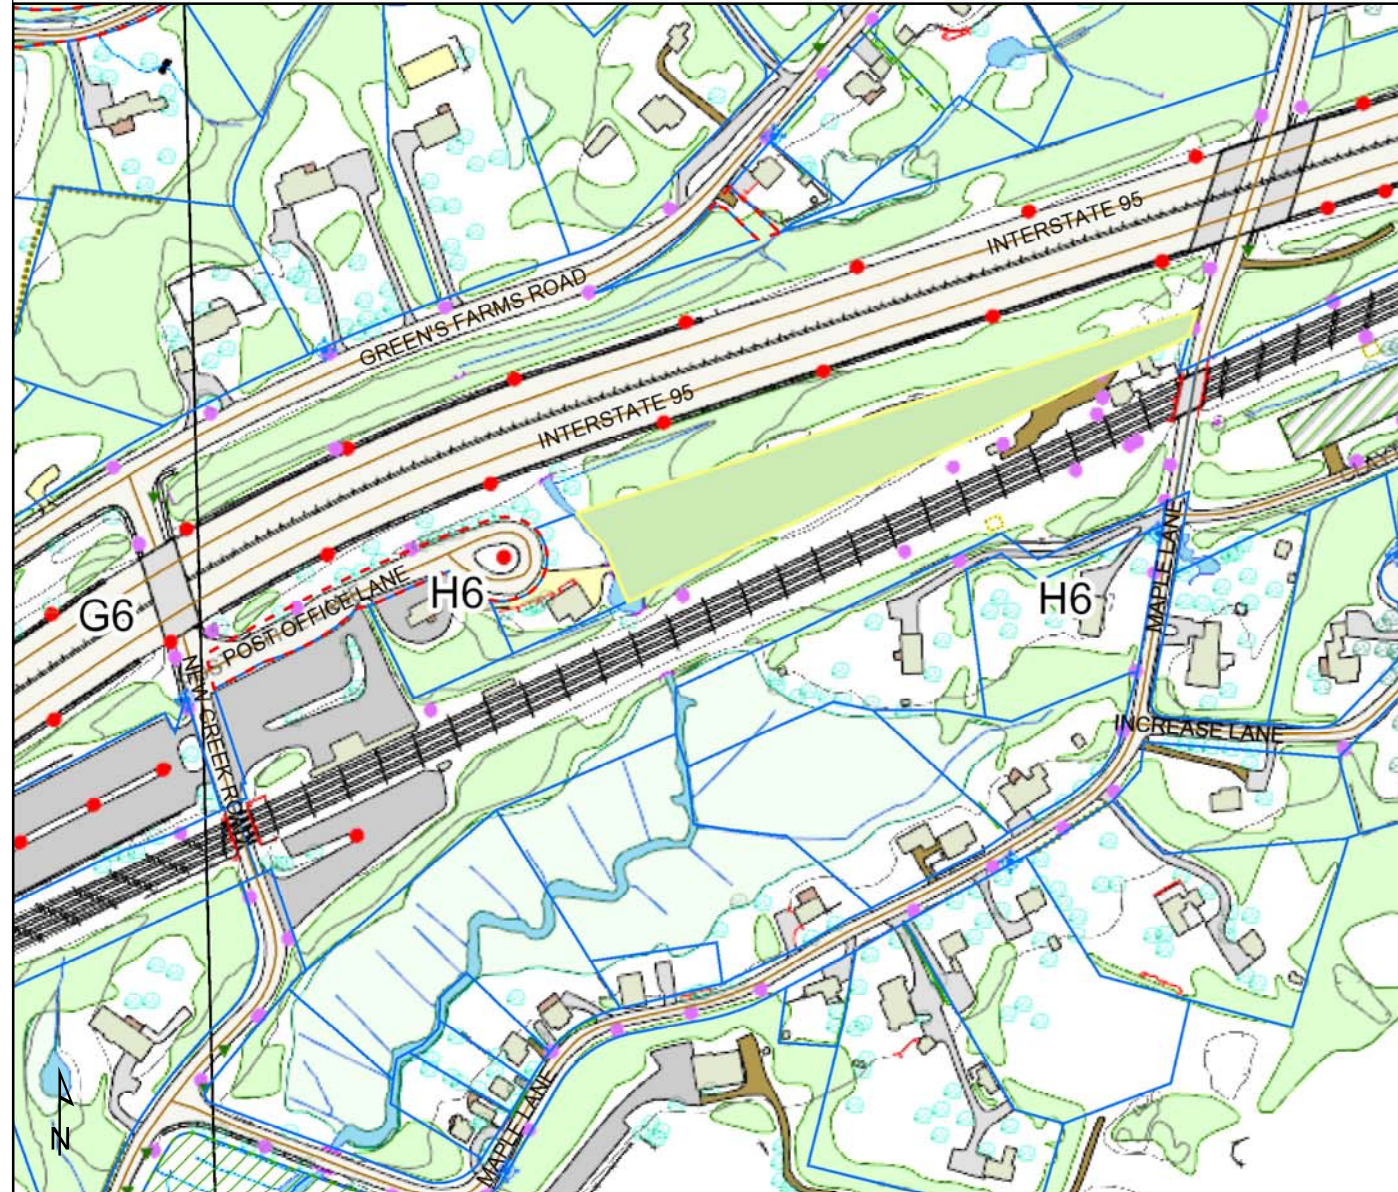 INTERSTATE 95
GREEN'S FARMS ROAD
INTERSTATE 95
POST OFFICE LANE
H6
G6
H6
MAPLE LANE
NEW CREEK ROAD
INCREASE LANE
MAPLE LANE
N